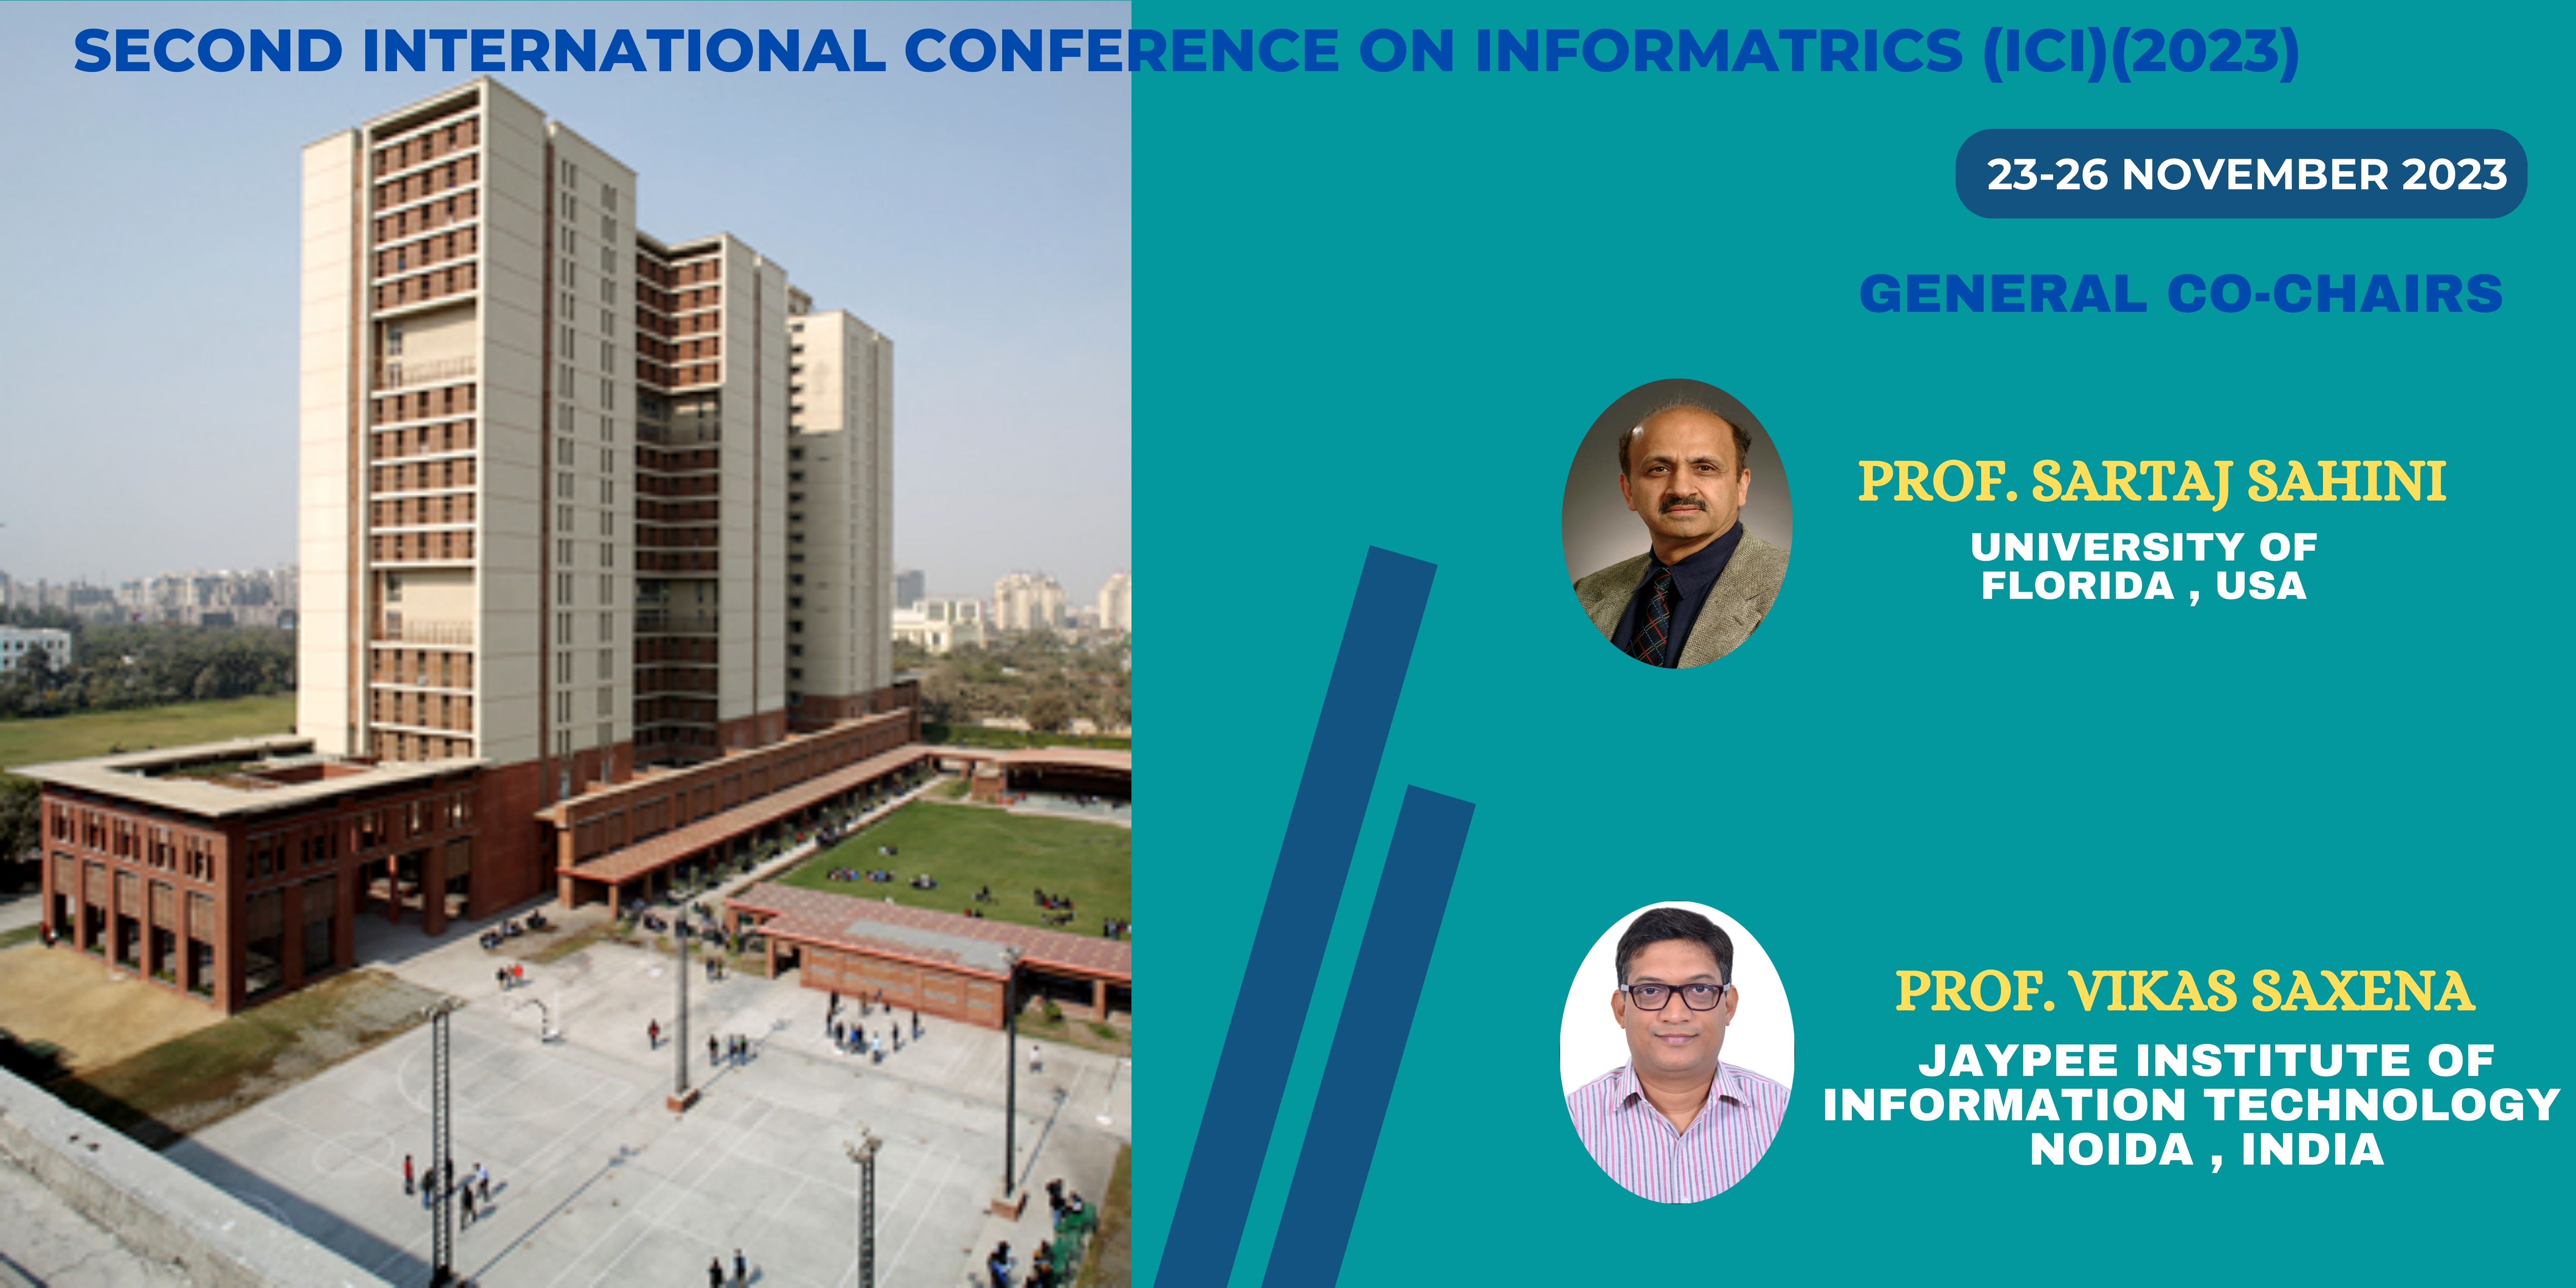 SECOND INTERNATIONAL CONFERENCE ON INFORMATRICS (ICI)(2023)
23-26 NOVEMBER 2023
GENERAL CO-CHAIRS
PROF. SARTAJ SAHINI
UNIVERSITY OF
FLORIDA , USA
PROF. VIKAS SAXENA
JAYPEE INSTITUTE OF
INFORMATION TECHNOLOGY
NOIDA , INDIA